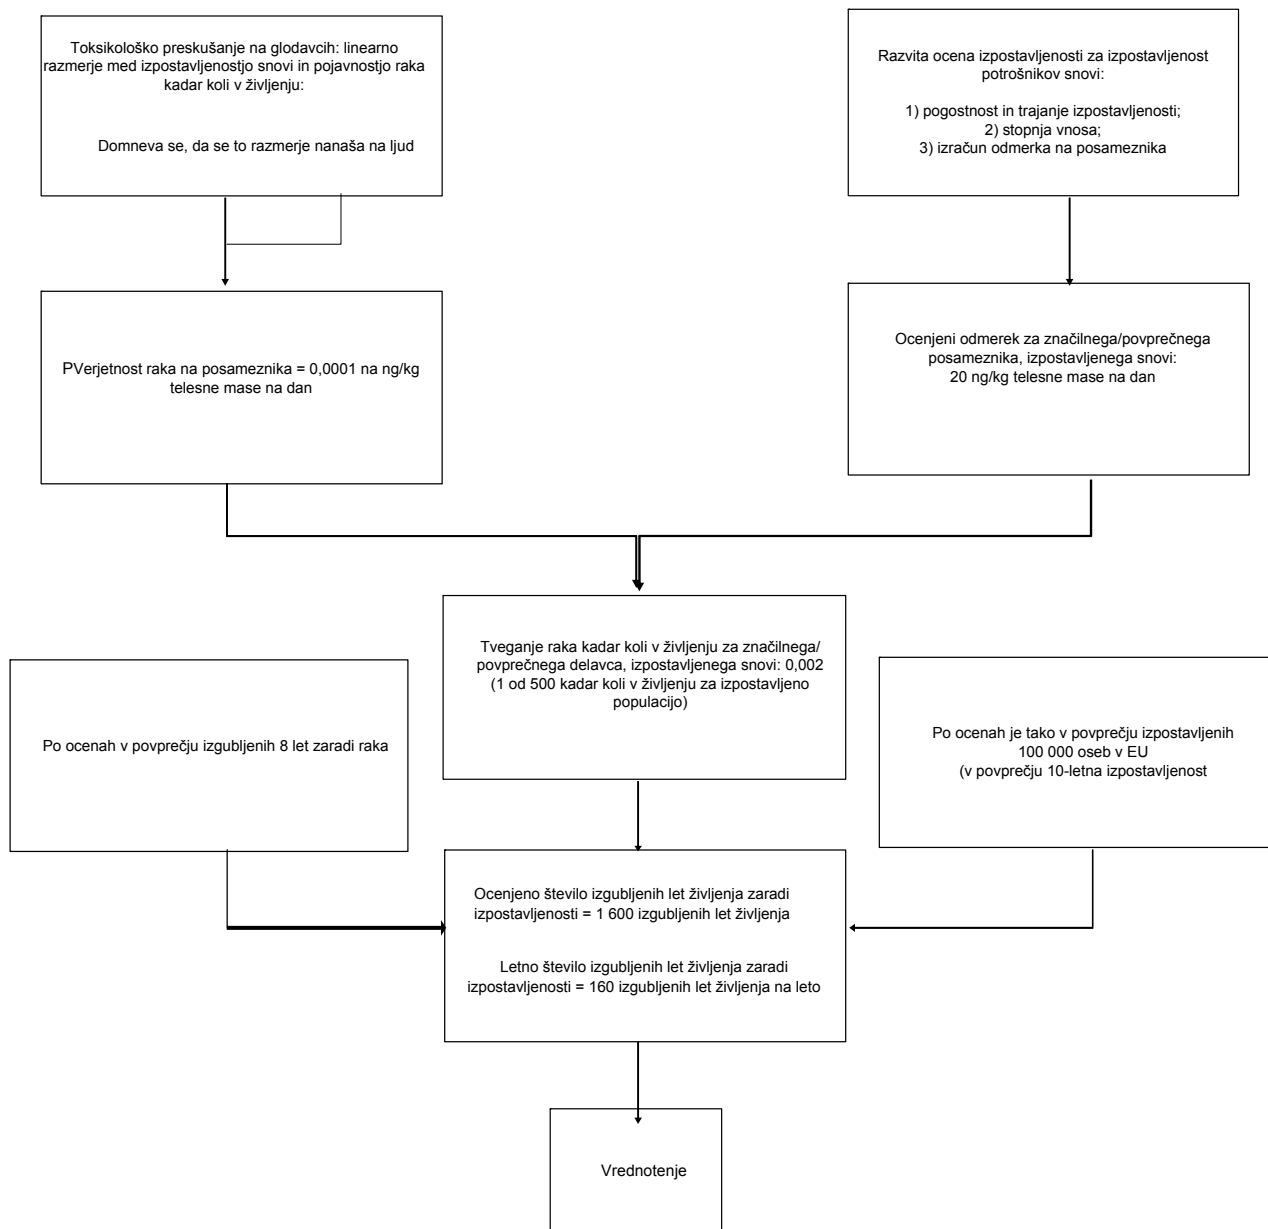 Toksikološko preskušanje na glodavcih: linearno
razmerje med izpostavljenostjo snovi in pojavnostjo raka
kadar koli v življenju:
Domneva se, da se to razmerje nanaša na ljud
Razvita ocena izpostavljenosti za izpostavljenost
potrošnikov snovi:
1) pogostnost in trajanje izpostavljenosti;
2) stopnja vnosa;
3) izračun odmerka na posameznika
PVerjetnost raka na posameznika = 0,0001 na ng/kg
telesne mase na dan
Ocenjeni odmerek za značilnega/povprečnega
posameznika, izpostavljenega snovi:
20 ng/kg telesne mase na dan
Tveganje raka kadar koli v življenju za značilnega/
povprečnega delavca, izpostavljenega snovi: 0,002
(1 od 500 kadar koli v življenju za izpostavljeno
populacijo)
Po ocenah v povprečju izgubljenih 8 let zaradi raka
Po ocenah je tako v povprečju izpostavljenih
100 000 oseb v EU
(v povprečju 10-letna izpostavljenost
Ocenjeno število izgubljenih let življenja zaradi
izpostavljenosti = 1 600 izgubljenih let življenja
Letno število izgubljenih let življenja zaradi
izpostavljenosti = 160 izgubljenih let življenja na leto
Vrednotenje